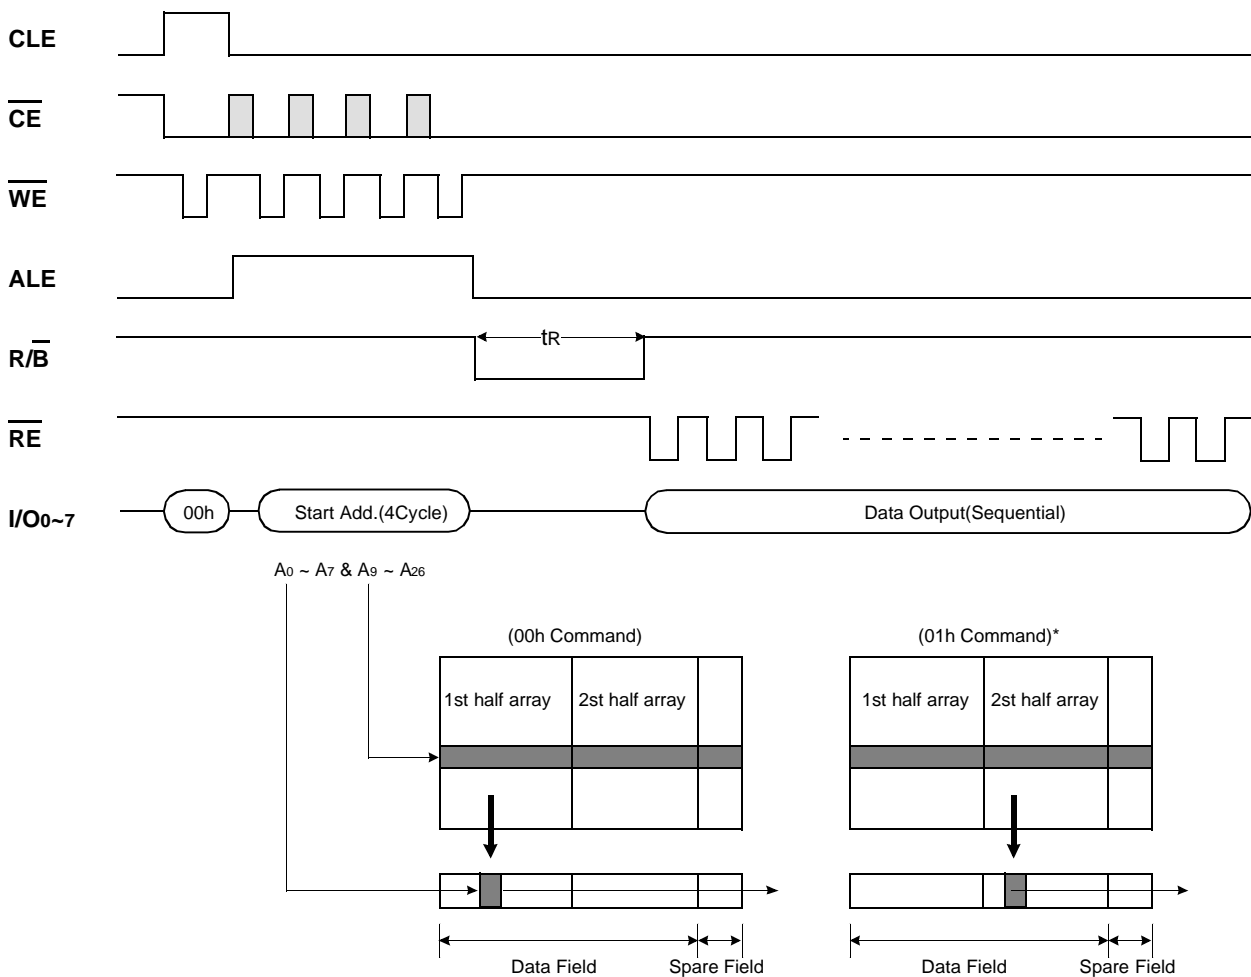 CLE
CE
WE
ALE
R/B
tR
RE
I/O0~7
00h
Start Add.(4Cycle)
Data Output(Sequential)
A0 ~ A7 & A9 ~ A26
(00h Command)
(01h Command)*
1st half array
2st half array
1st half array
2st half array
Data Field
Spare Field
Data Field
Spare Field